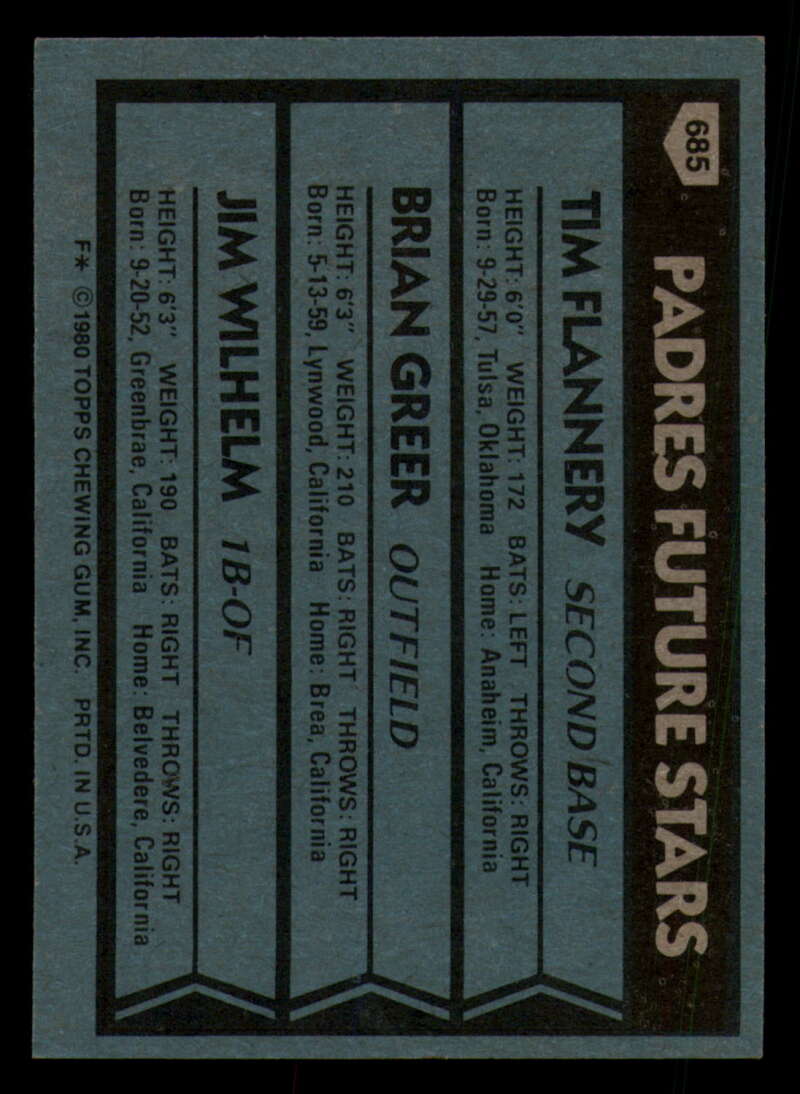 685 PADRES FUTURE STARS
TIM FLANNERY SECOND BASE
HEIGHT: 6'0" WEIGHT: 172 BATS: LEFT THROWS: RIGHT
Born: 9-29-57, Tulsa, Oklahoma Home: Anaheim, California
BRIAN GREER OUTFIELD
HEIGHT: 6'3" WEIGHT: 210 BATS: RIGHT THROWS: RIGHT
Born: 5-13-59, Lynwood, California Home: Brea, California
JIM WILHELM 1B-OF
HEIGHT: 6'3" WEIGHT: 190 BATS: RIGHT THROWS: RIGHT
Born: 9-20-52, Greenbrae, California Home: Belvedere, California
F* ©1980 TOPPS CHEWING GUM, INC. PRTD. IN U.S.A.